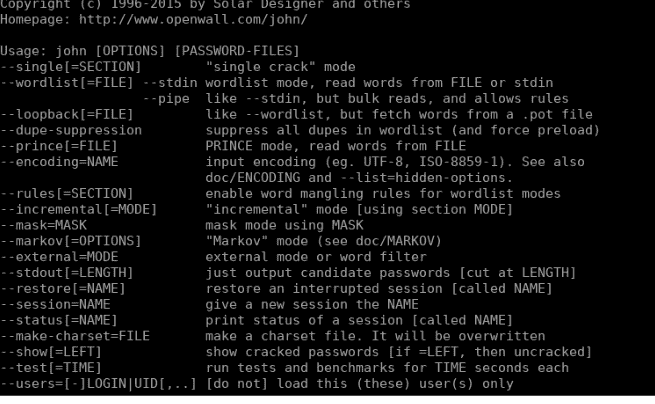 Copyright (c) 1996-2015 by Solar Designer and others
Homepage: http://www.openwall.com/john/

Usage: john [OPTIONS] [PASSWORD-FILES]
--single[=SECTION]        "single crack" mode
--wordlist[=FILE] --stdin wordlist mode, read words from FILE or stdin
                  --pipe  like --stdin, but bulk reads, and allows rules
--loopback[=FILE]         like --wordlist, but fetch words from a .pot file
--dupe-suppression        suppress all dupes in wordlist (and force preload)
--prince[=FILE]           PRINCE mode, read words from FILE
--encoding=NAME           input encoding (eg. UTF-8, ISO-8859-1). See also
                          doc/ENCODING and --list=hidden-options.
--rules[=SECTION]         enable word mangling rules for wordlist modes
--incremental[=MODE]      "incremental" mode [using section MODE]
--mask=MASK               mask mode using MASK
--markov[=OPTIONS]        "Markov" mode (see doc/MARKOV)
--external=MODE           external mode or word filter
--stdout[=LENGTH]         just output candidate passwords [cut at LENGTH]
--restore[=NAME]          restore an interrupted session [called NAME]
--session=NAME            give a new session the NAME
--status[=NAME]           print status of a session [called NAME]
--make-charset=FILE       make a charset file. It will be overwritten
--show[=LEFT]             show cracked passwords [if =LEFT, then uncracked]
--test[=TIME]             run tests and benchmarks for TIME seconds each
--users=[-]LOGIN|UID[,..] [do not] load this (these) user(s) only